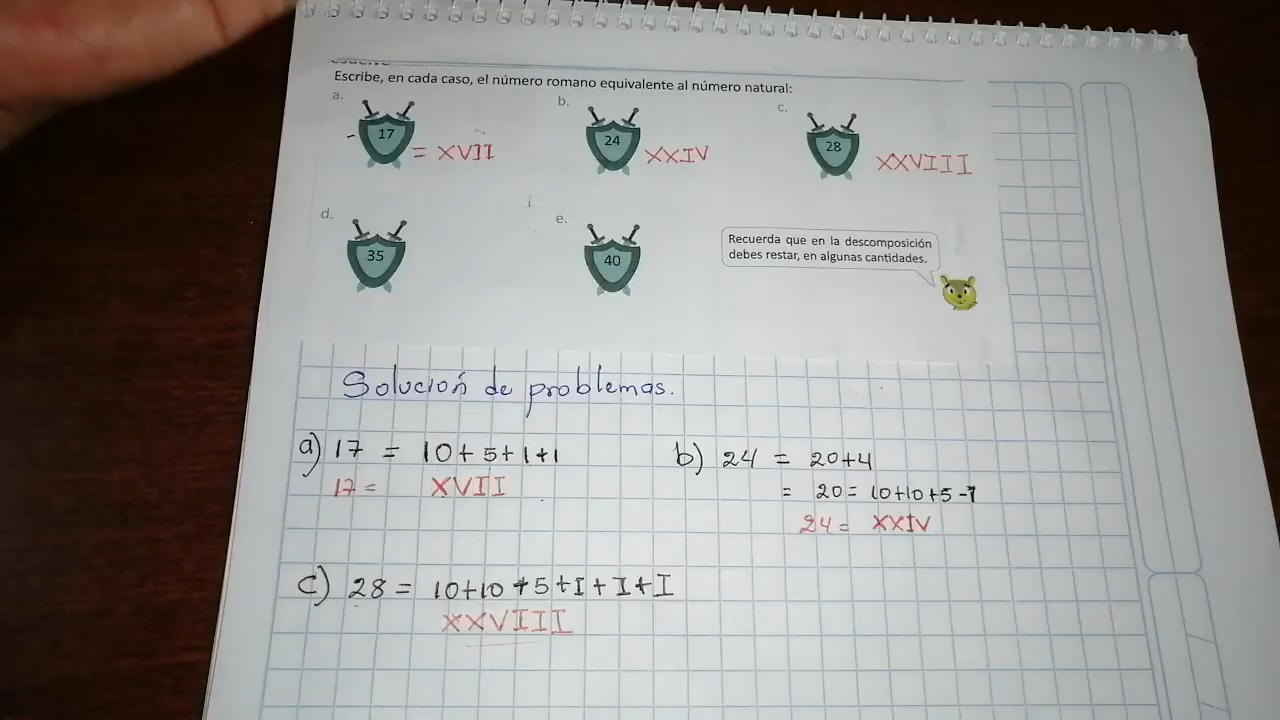 Escribe, en cada caso, el número romano equivalente al número natural:
a. 17 = XVII
b. 24 XXIV
c. 28 XXVIII
d. 35
e. 40
Recuerda que en la descomposición
debes restar, en algunas cantidades.
Solución de problemas.
a) 17 = 10+5+1+1
17 = XVII
b) 24 = 20+4
= 20 = 10+10+5-1
24 = XXIV
c) 28 = 10+10+5+I+I+I
XXVIII